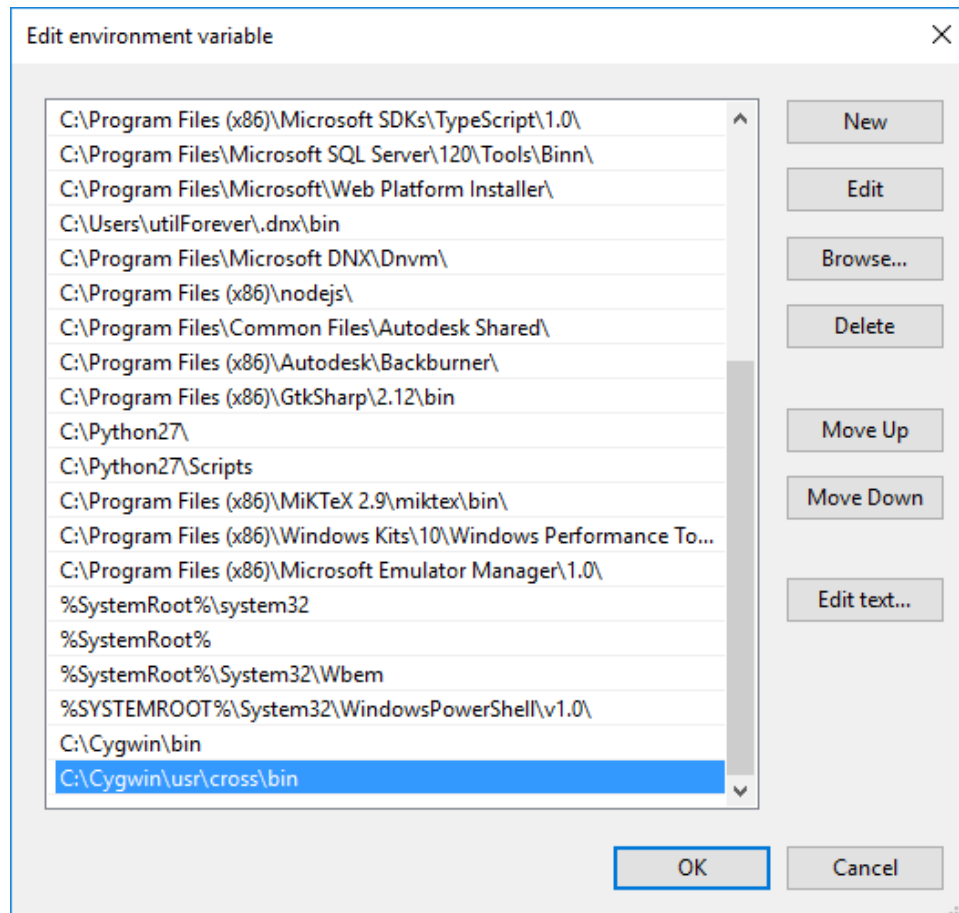 Edit environment variable
C:\Program Files (x86)\Microsoft SDKs\TypeScript\1.0\
C:\Program Files\Microsoft SQL Server\120\Tools\Binn\
C:\Program Files\Microsoft\Web Platform Installer\
C:\Users\utilForever\.dnx\bin
C:\Program Files\Microsoft DNX\Dnvm\
C:\Program Files (x86)\nodejs\
C:\Program Files\Common Files\Autodesk Shared\
C:\Program Files (x86)\Autodesk\Backburner\
C:\Program Files (x86)\GtkSharp\2.12\bin
C:\Python27\
C:\Python27\Scripts
C:\Program Files (x86)\MiKTeX 2.9\miktex\bin\
C:\Program Files (x86)\Windows Kits\10\Windows Performance To...
C:\Program Files (x86)\Microsoft Emulator Manager\1.0\
%SystemRoot%\system32
%SystemRoot%
%SystemRoot%\System32\Wbem
%SYSTEMROOT%\System32\WindowsPowerShell\v1.0\
C:\Cygwin\bin
C:\Cygwin\usr\cross\bin
New
Edit
Browse...
Delete
Move Up
Move Down
Edit text...
OK
Cancel